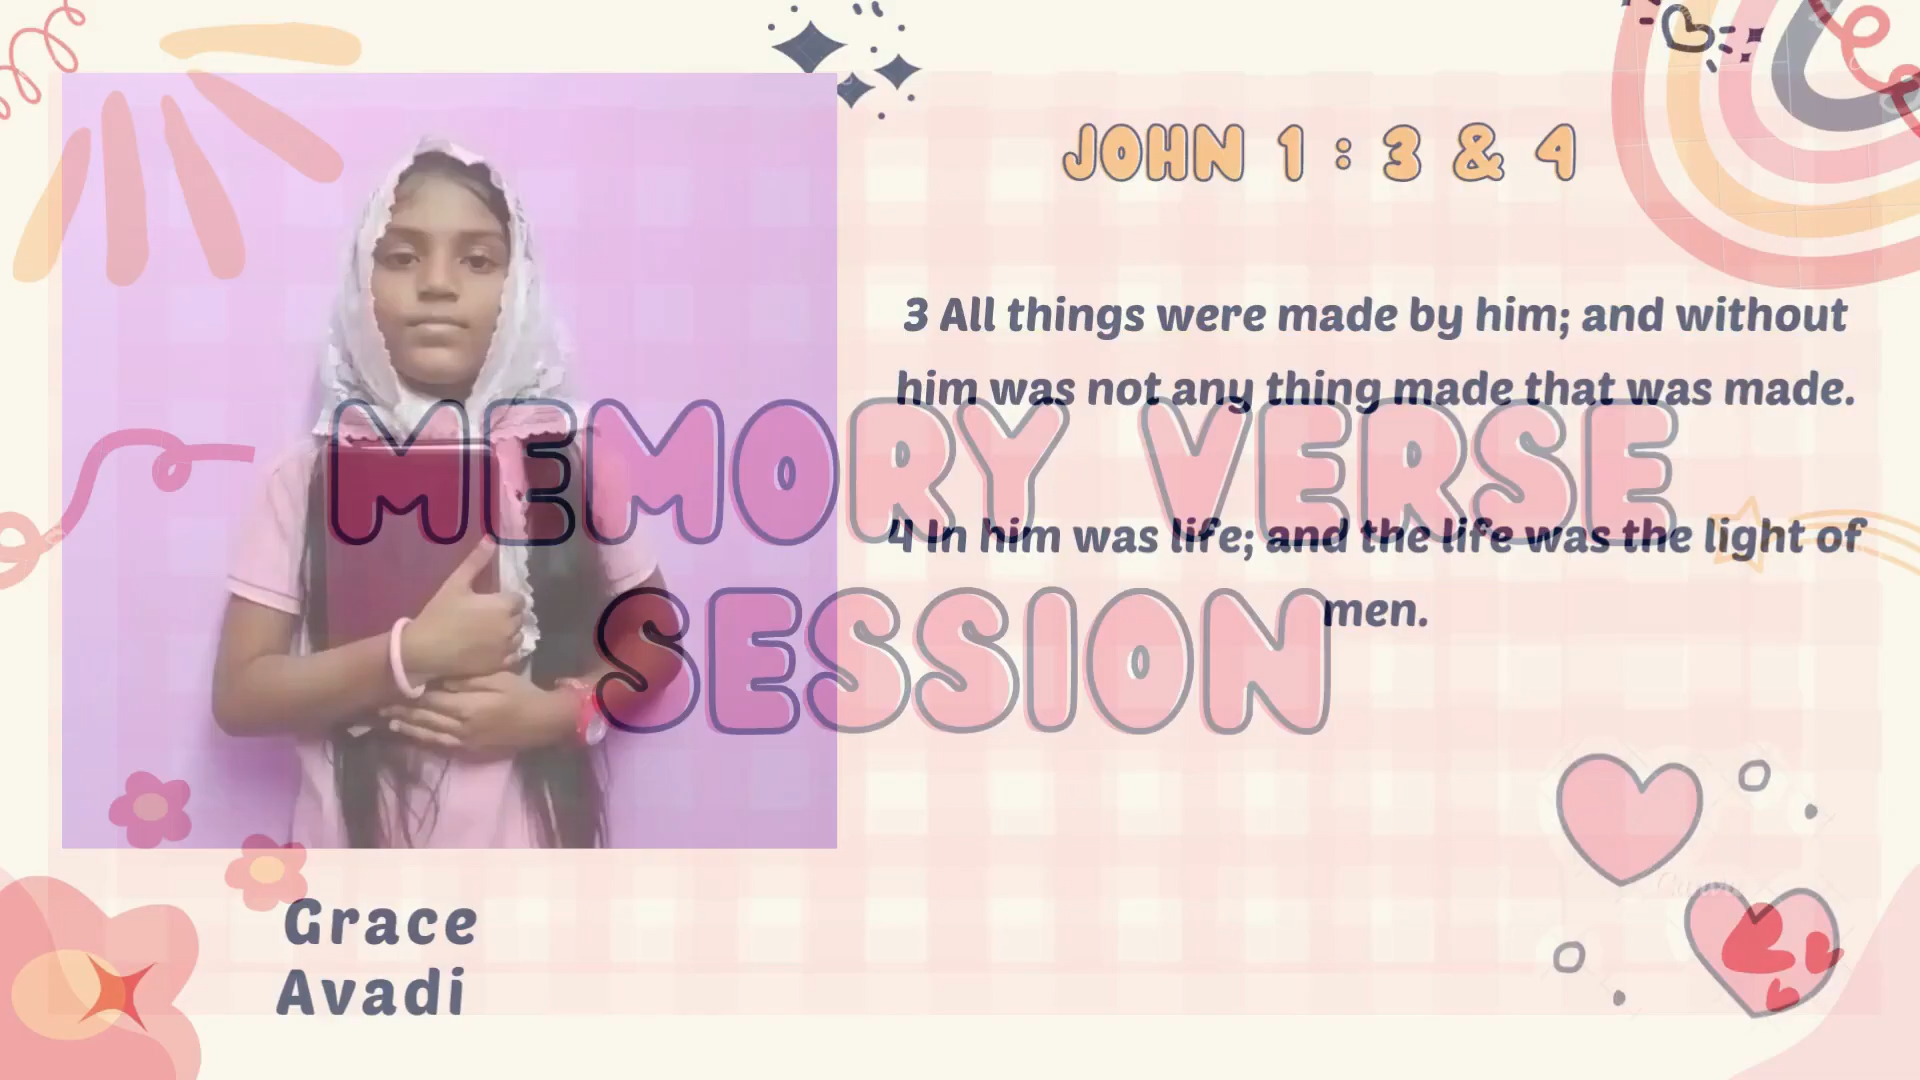 JOHN 1 : 3 & 4
3 All things were made by him; and without
him was not any thing made that was made.
MEMORY VERSE
4 In him was life; and the life was the light of
men.
SESSION
Grace
Avadi